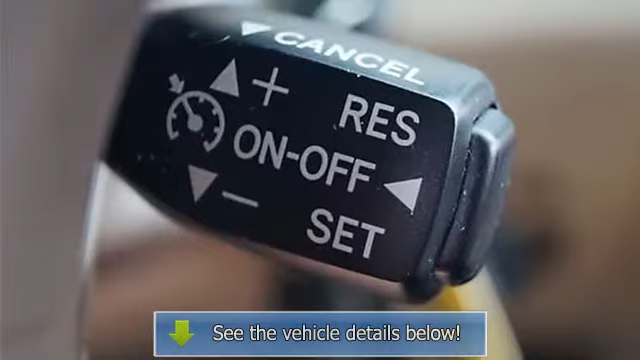 CANCEL
+ RES
ON-OFF
− SET
See the vehicle details below!